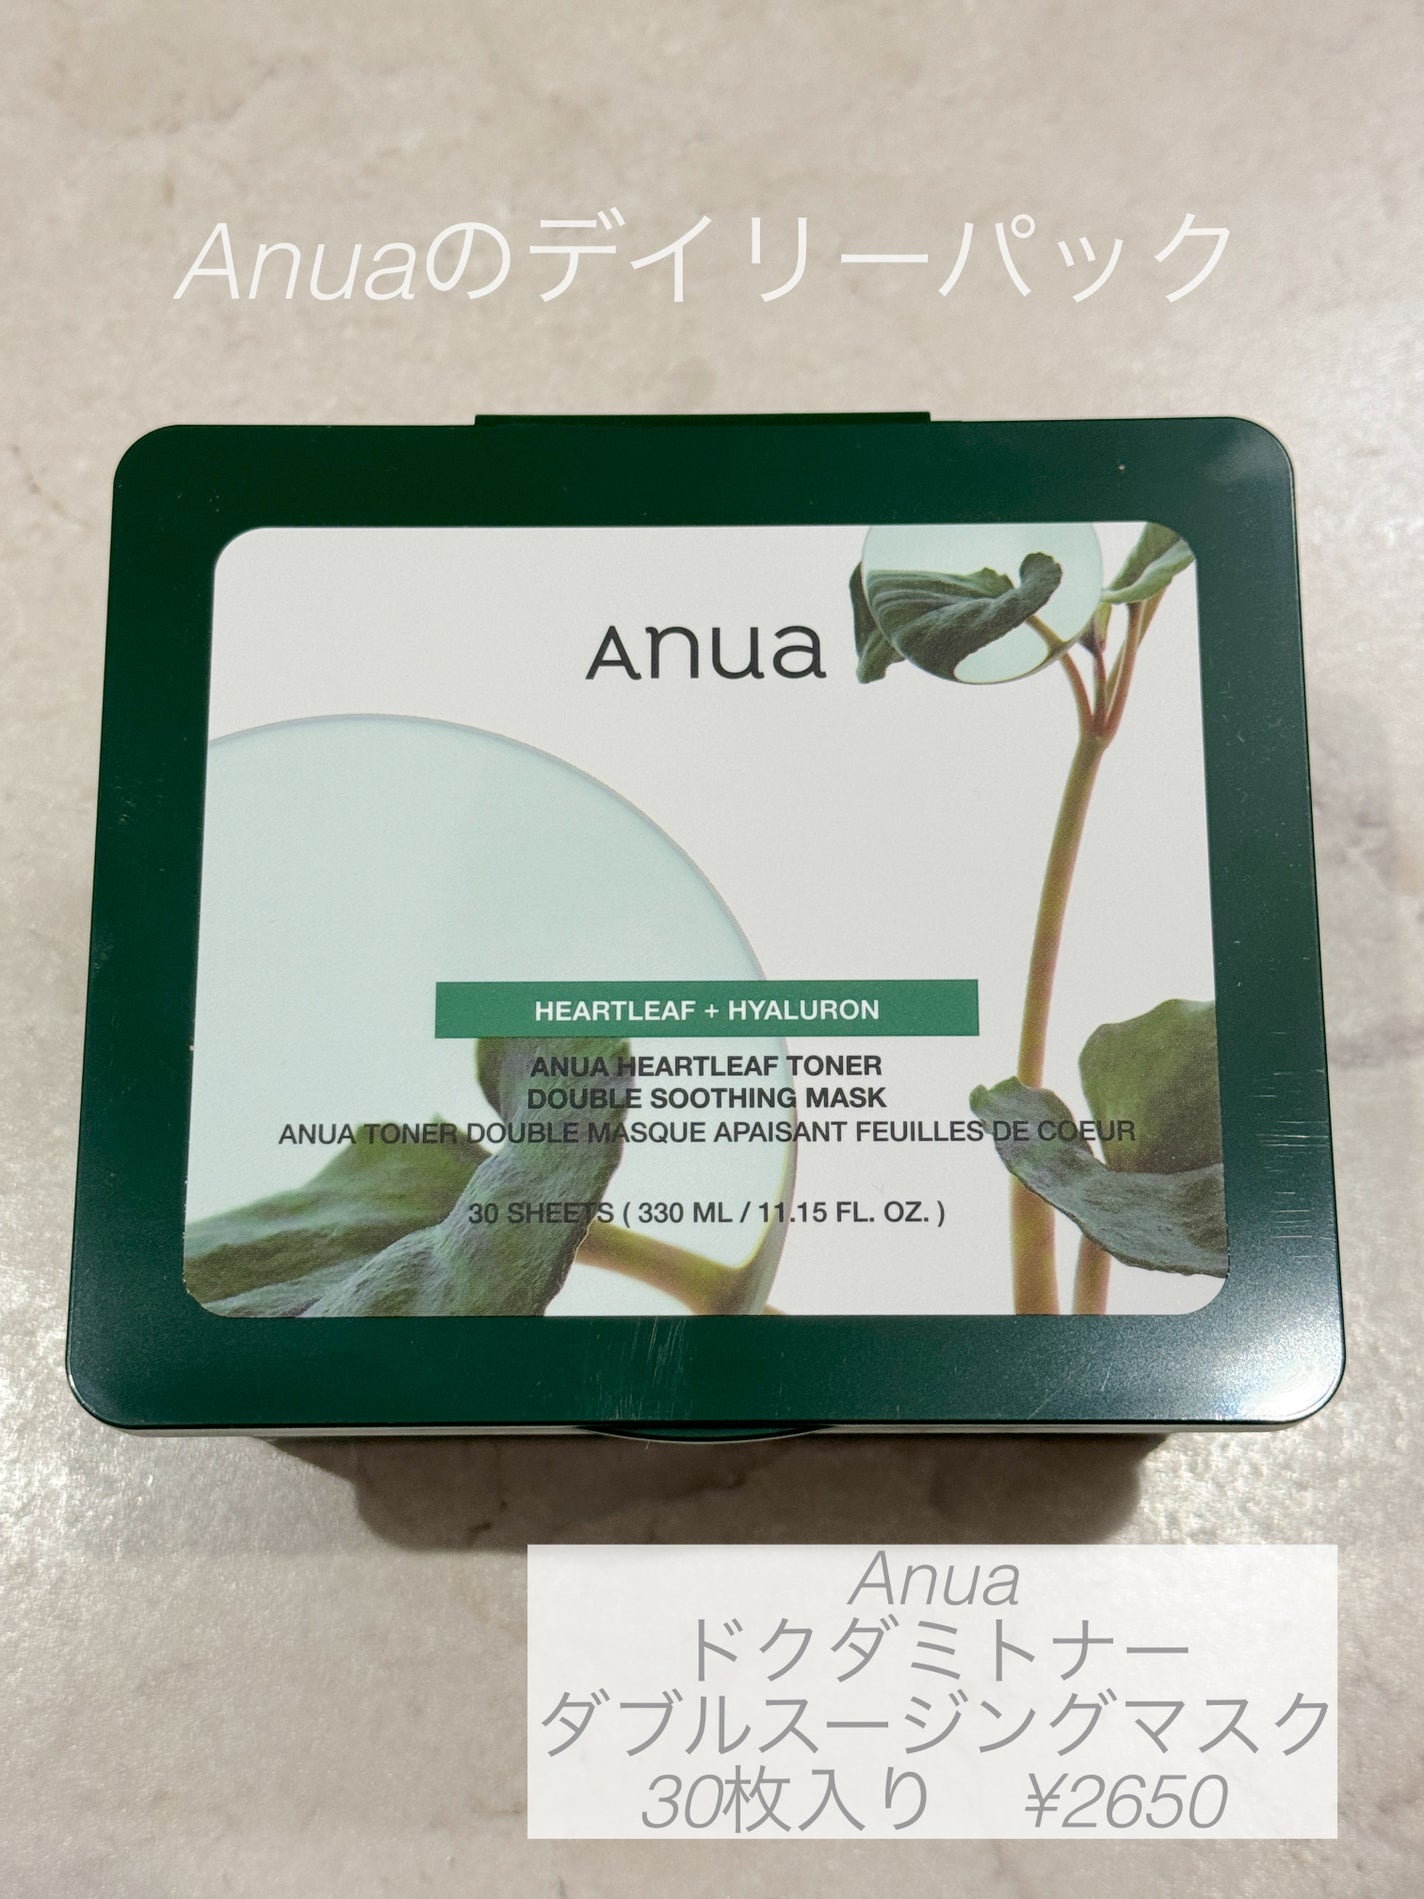 Anuaのデイリーパック
Anua
HEARTLEAF + HYALURON
ANUA HEARTLEAF TONER
DOUBLE SOOTHING MASK
ANUA TONER DOUBLE MASQUE APAISANT FEUILLES DE COEUR
30 SHEETS ( 330 ML / 11.15 FL. OZ. )
Anua
ドクダミトナー
ダブルスージングマスク
30枚入り ¥2650